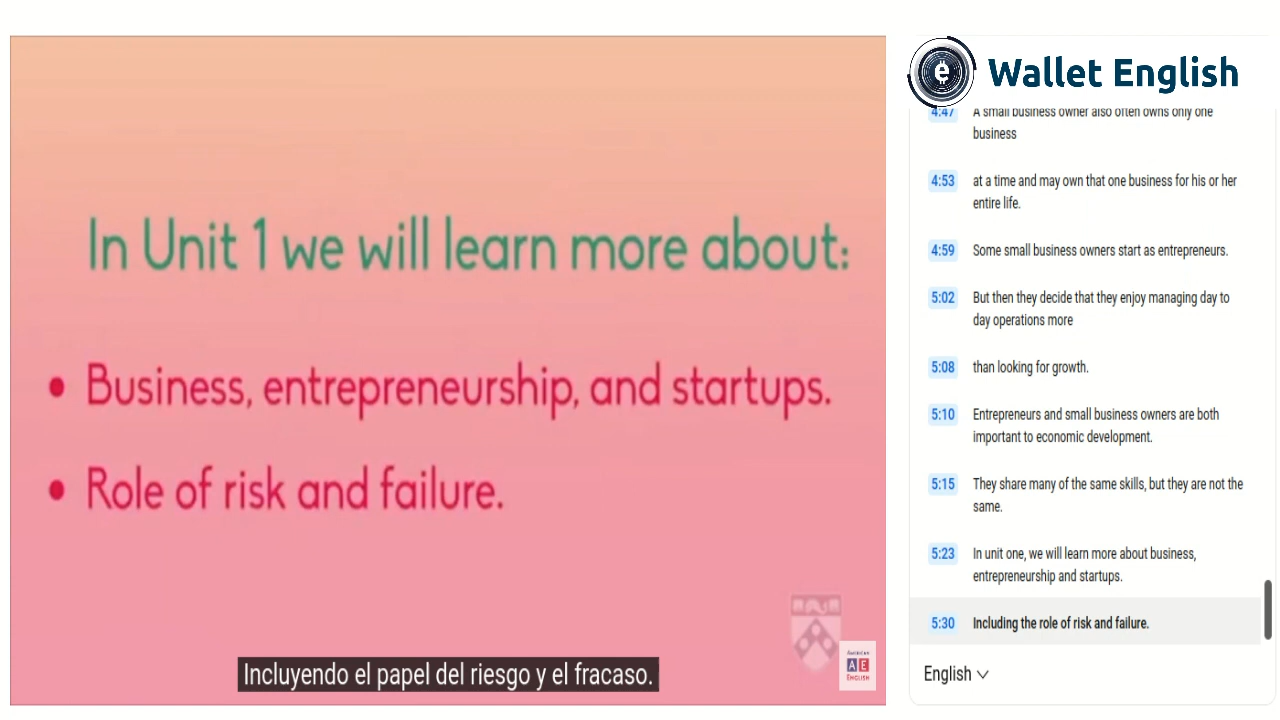 In Unit 1 we will learn more about:
• Business, entrepreneurship, and startups.
• Role of risk and failure.
American
AE
ENGLISH
Incluyendo el papel del riesgo y el fracaso.
e Wallet English
4:47 A small business owner also often owns only one
business
4:53 at a time and may own that one business for his or her
entire life.
4:59 Some small business owners start as entrepreneurs.
5:02 But then they decide that they enjoy managing day to
day operations more
5:08 than looking for growth.
5:10 Entrepreneurs and small business owners are both
important to economic development.
5:15 They share many of the same skills, but they are not the
same.
5:23 In unit one, we will learn more about business,
entrepreneurship and startups.
5:30 Including the role of risk and failure.
English